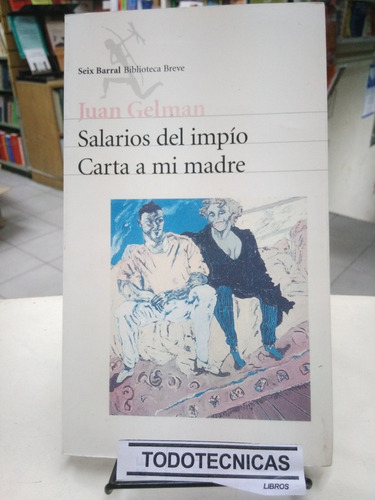 Seix Barral Biblioteca Breve
Juan Gelman
Salarios del impío
Carta a mi madre
TODOTECNICAS
LIBROS